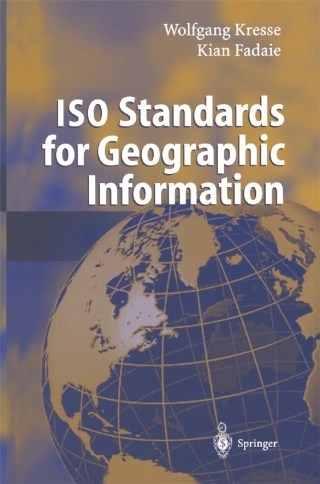 Wolfgang Kresse
Kian Fadaie
ISO Standards
for Geographic
Information
Springer